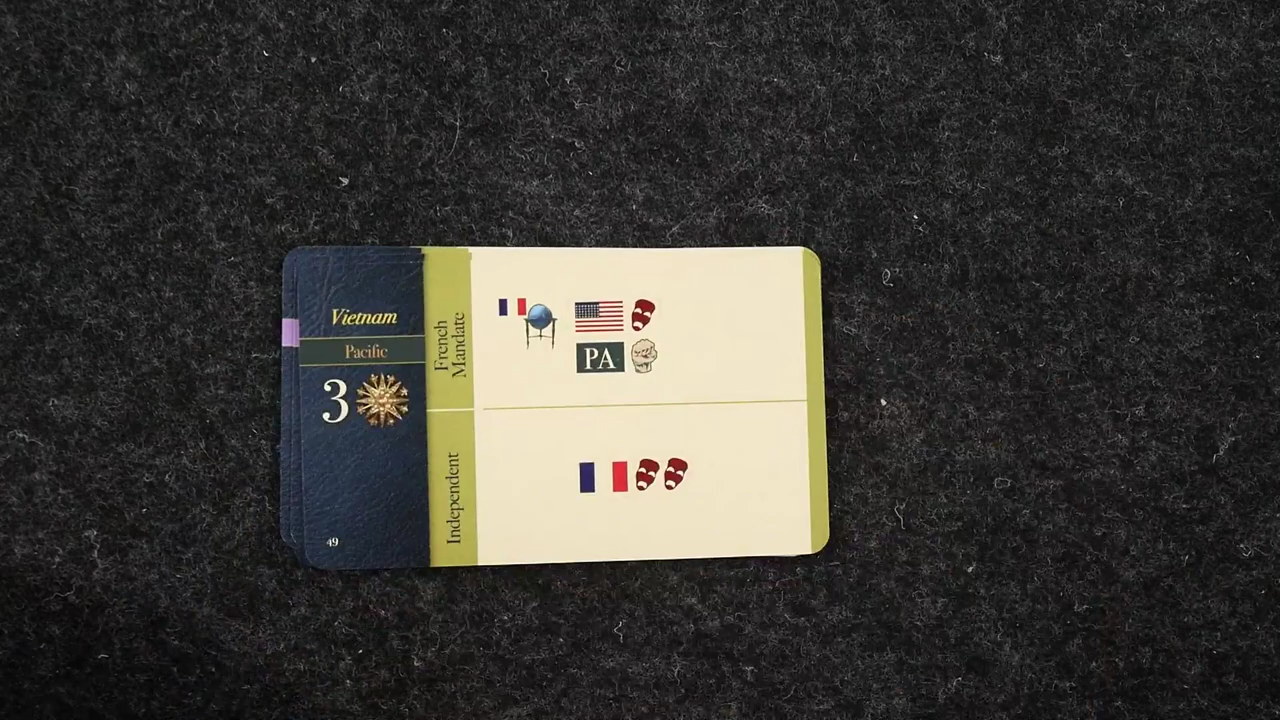 Vietnam
Pacific
3
49
French
Mandate
PA
Independent